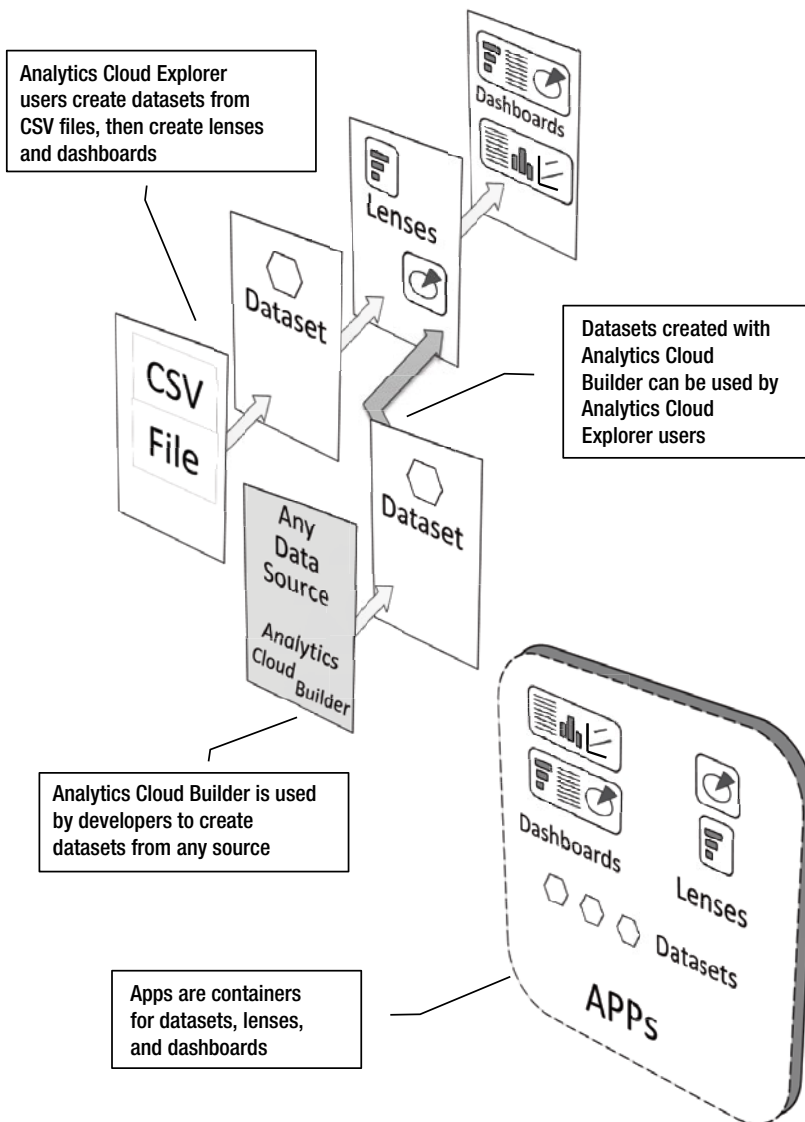 Analytics Cloud Explorer
users create datasets from
CSV files, then create lenses
and dashboards
Dashboards
Lenses
Dataset
CSV
File
Datasets created with
Analytics Cloud
Builder can be used by
Analytics Cloud
Explorer users
Dataset
Any
Data
Source
Analytics
Cloud
Builder
Analytics Cloud Builder is used
by developers to create
datasets from any source
Dashboards
Lenses
Datasets
APPs
Apps are containers
for datasets, lenses,
and dashboards